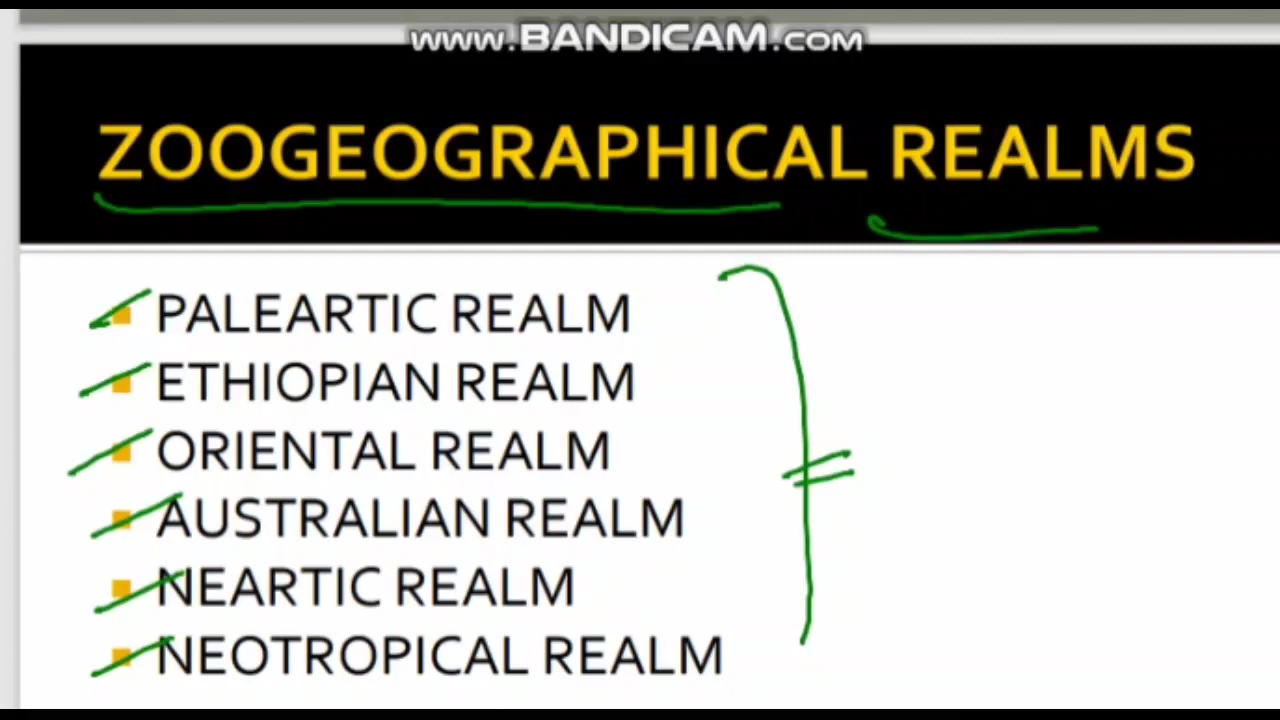 www.BANDICAM.com
ZOOGEOGRAPHICAL REALMS
PALEARTIC REALM
ETHIOPIAN REALM
ORIENTAL REALM
AUSTRALIAN REALM
NEARTIC REALM
NEOTROPICAL REALM